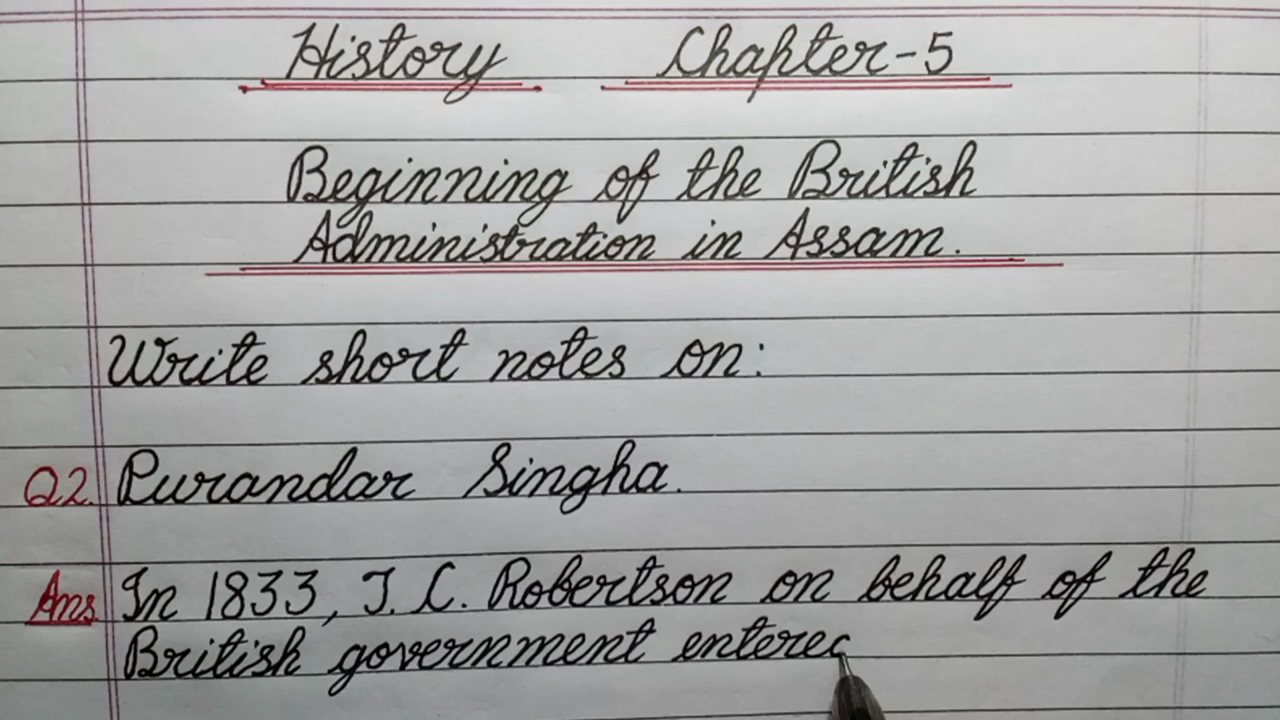 History Chapter-5
Beginning of the British
Administration in Assam.
Write short notes on:
Q2. Purandar Singha.
Ans. In 1833, T. C. Robertson on behalf of the
British government entered